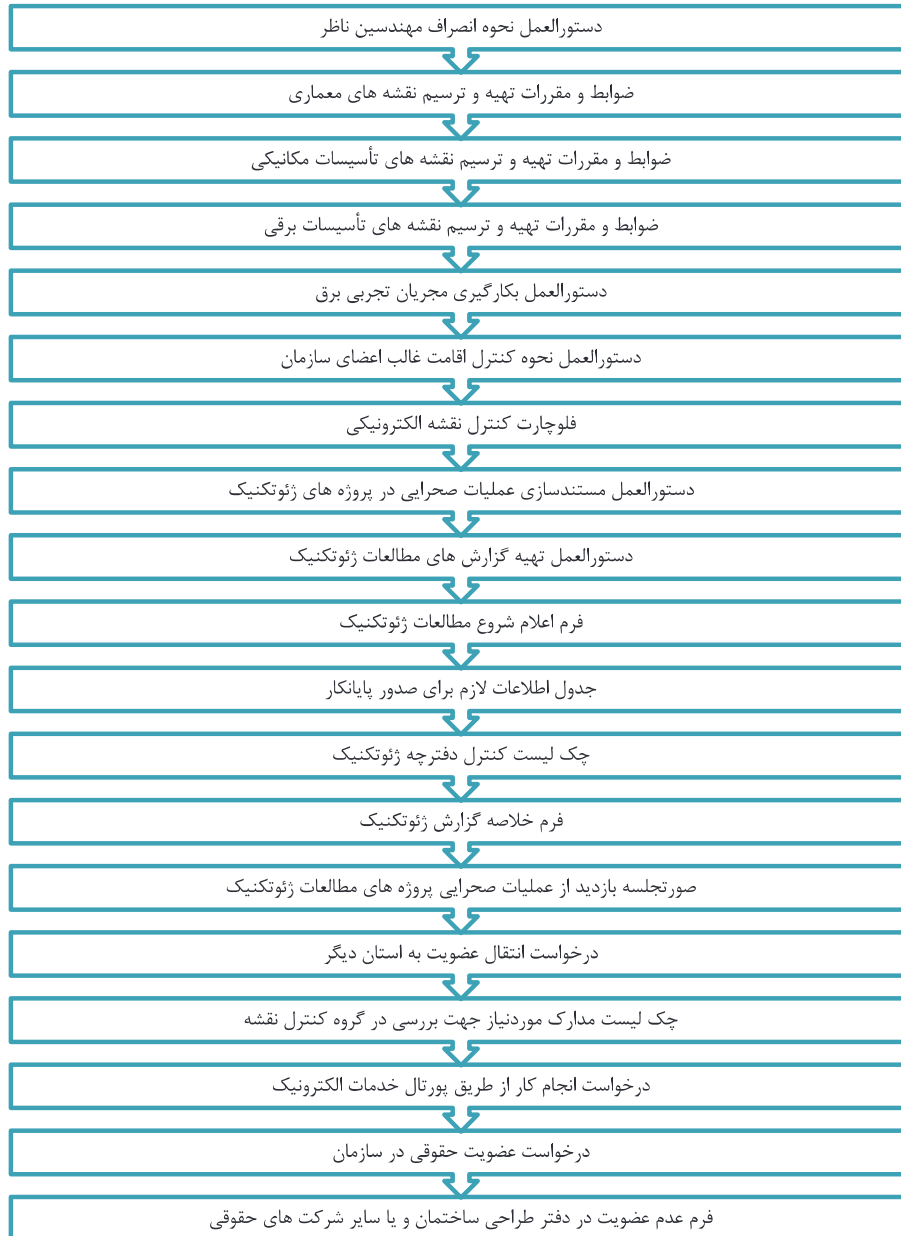 دستورالعمل نحوه انصراف مهندسین ناظر
ضوابط و مقررات تهیه و ترسیم نقشه های معماری
ضوابط و مقررات تهیه و ترسیم نقشه های تأسیسات مکانیکی
ضوابط و مقررات تهیه و ترسیم نقشه های تأسیسات برقی
دستورالعمل بکارگیری مجریان تجربی برق
دستورالعمل نحوه کنترل اقامت غالب اعضای سازمان
فلوچارت کنترل نقشه الکترونیکی
دستورالعمل مستندسازی عملیات صحرایی در پروژه های ژئوتکنیک
دستورالعمل تهیه گزارش های مطالعات ژئوتکنیک
فرم اعلام شروع مطالعات ژئوتکنیک
جدول اطلاعات لازم برای صدور پایانکار
چک لیست کنترل دفترچه ژئوتکنیک
فرم خلاصه گزارش ژئوتکنیک
صورتجلسه بازدید از عملیات صحرایی پروژه های مطالعات ژئوتکنیک
درخواست انتقال عضویت به استان دیگر
چک لیست مدارک موردنیاز جهت بررسی در گروه کنترل نقشه
درخواست انجام کار از طریق پورتال خدمات الکترونیک
درخواست عضویت حقوقی در سازمان
فرم عدم عضویت در دفتر طراحی ساختمان و یا سایر شرکت های حقوقی